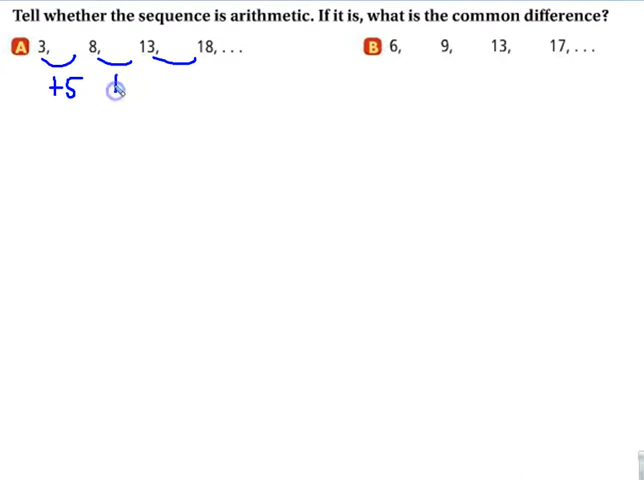 Tell whether the sequence is arithmetic. If it is, what is the common difference?
A 3, 8, 13, 18, . . . B 6, 9, 13, 17, . . .
+5